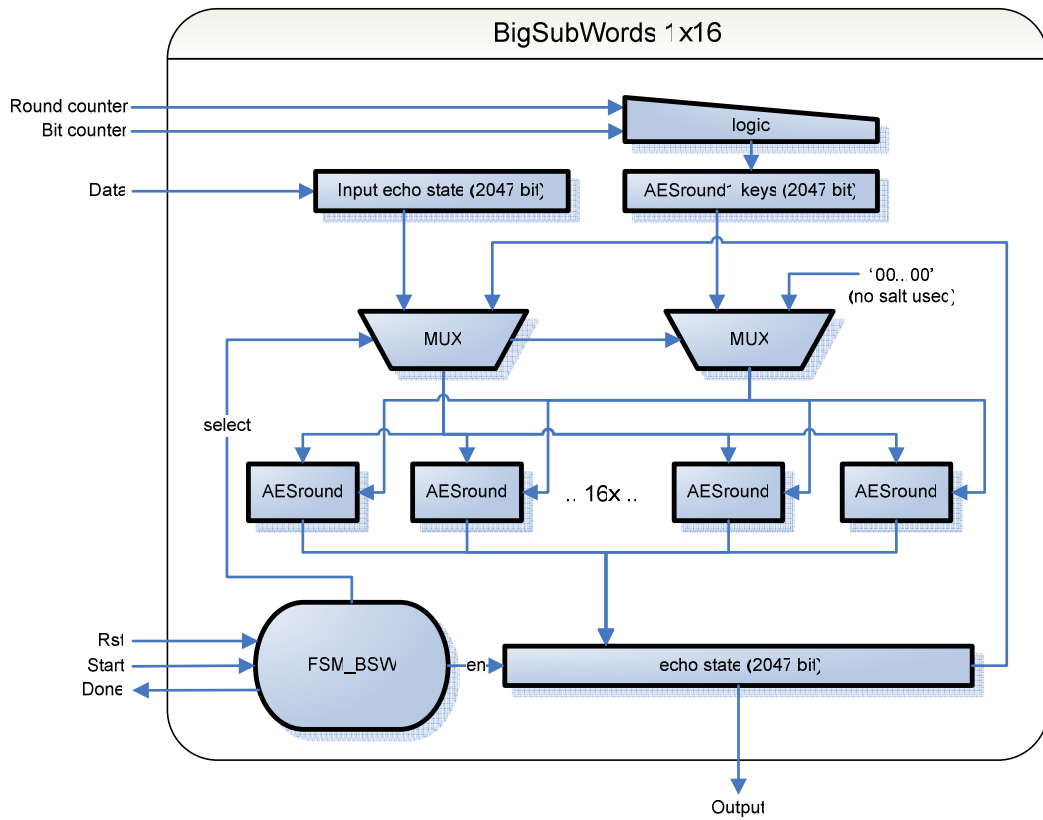 BigSubWords 1x16
Round counter
Bit counter
logic
Data
Input echo state (2047 bit)
AESround1 keys (2047 bit)
'00...00'
(no salt used)
MUX
MUX
select
AESround
AESround
.. 16x ..
AESround
AESround
Rst
Start
Done
FSM_BSW
en
echo state (2047 bit)
Output